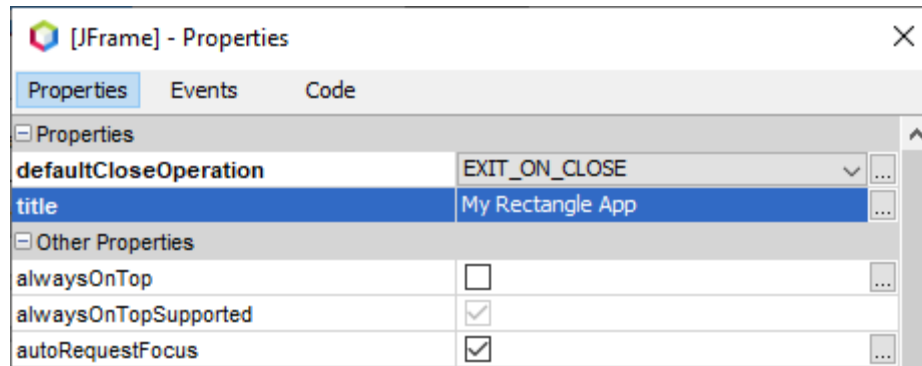 [JFrame] - Properties
Properties Events Code
Properties
defaultCloseOperation EXIT_ON_CLOSE ...
title My Rectangle App ...
Other Properties
alwaysOnTop ...
alwaysOnTopSupported
autoRequestFocus ...